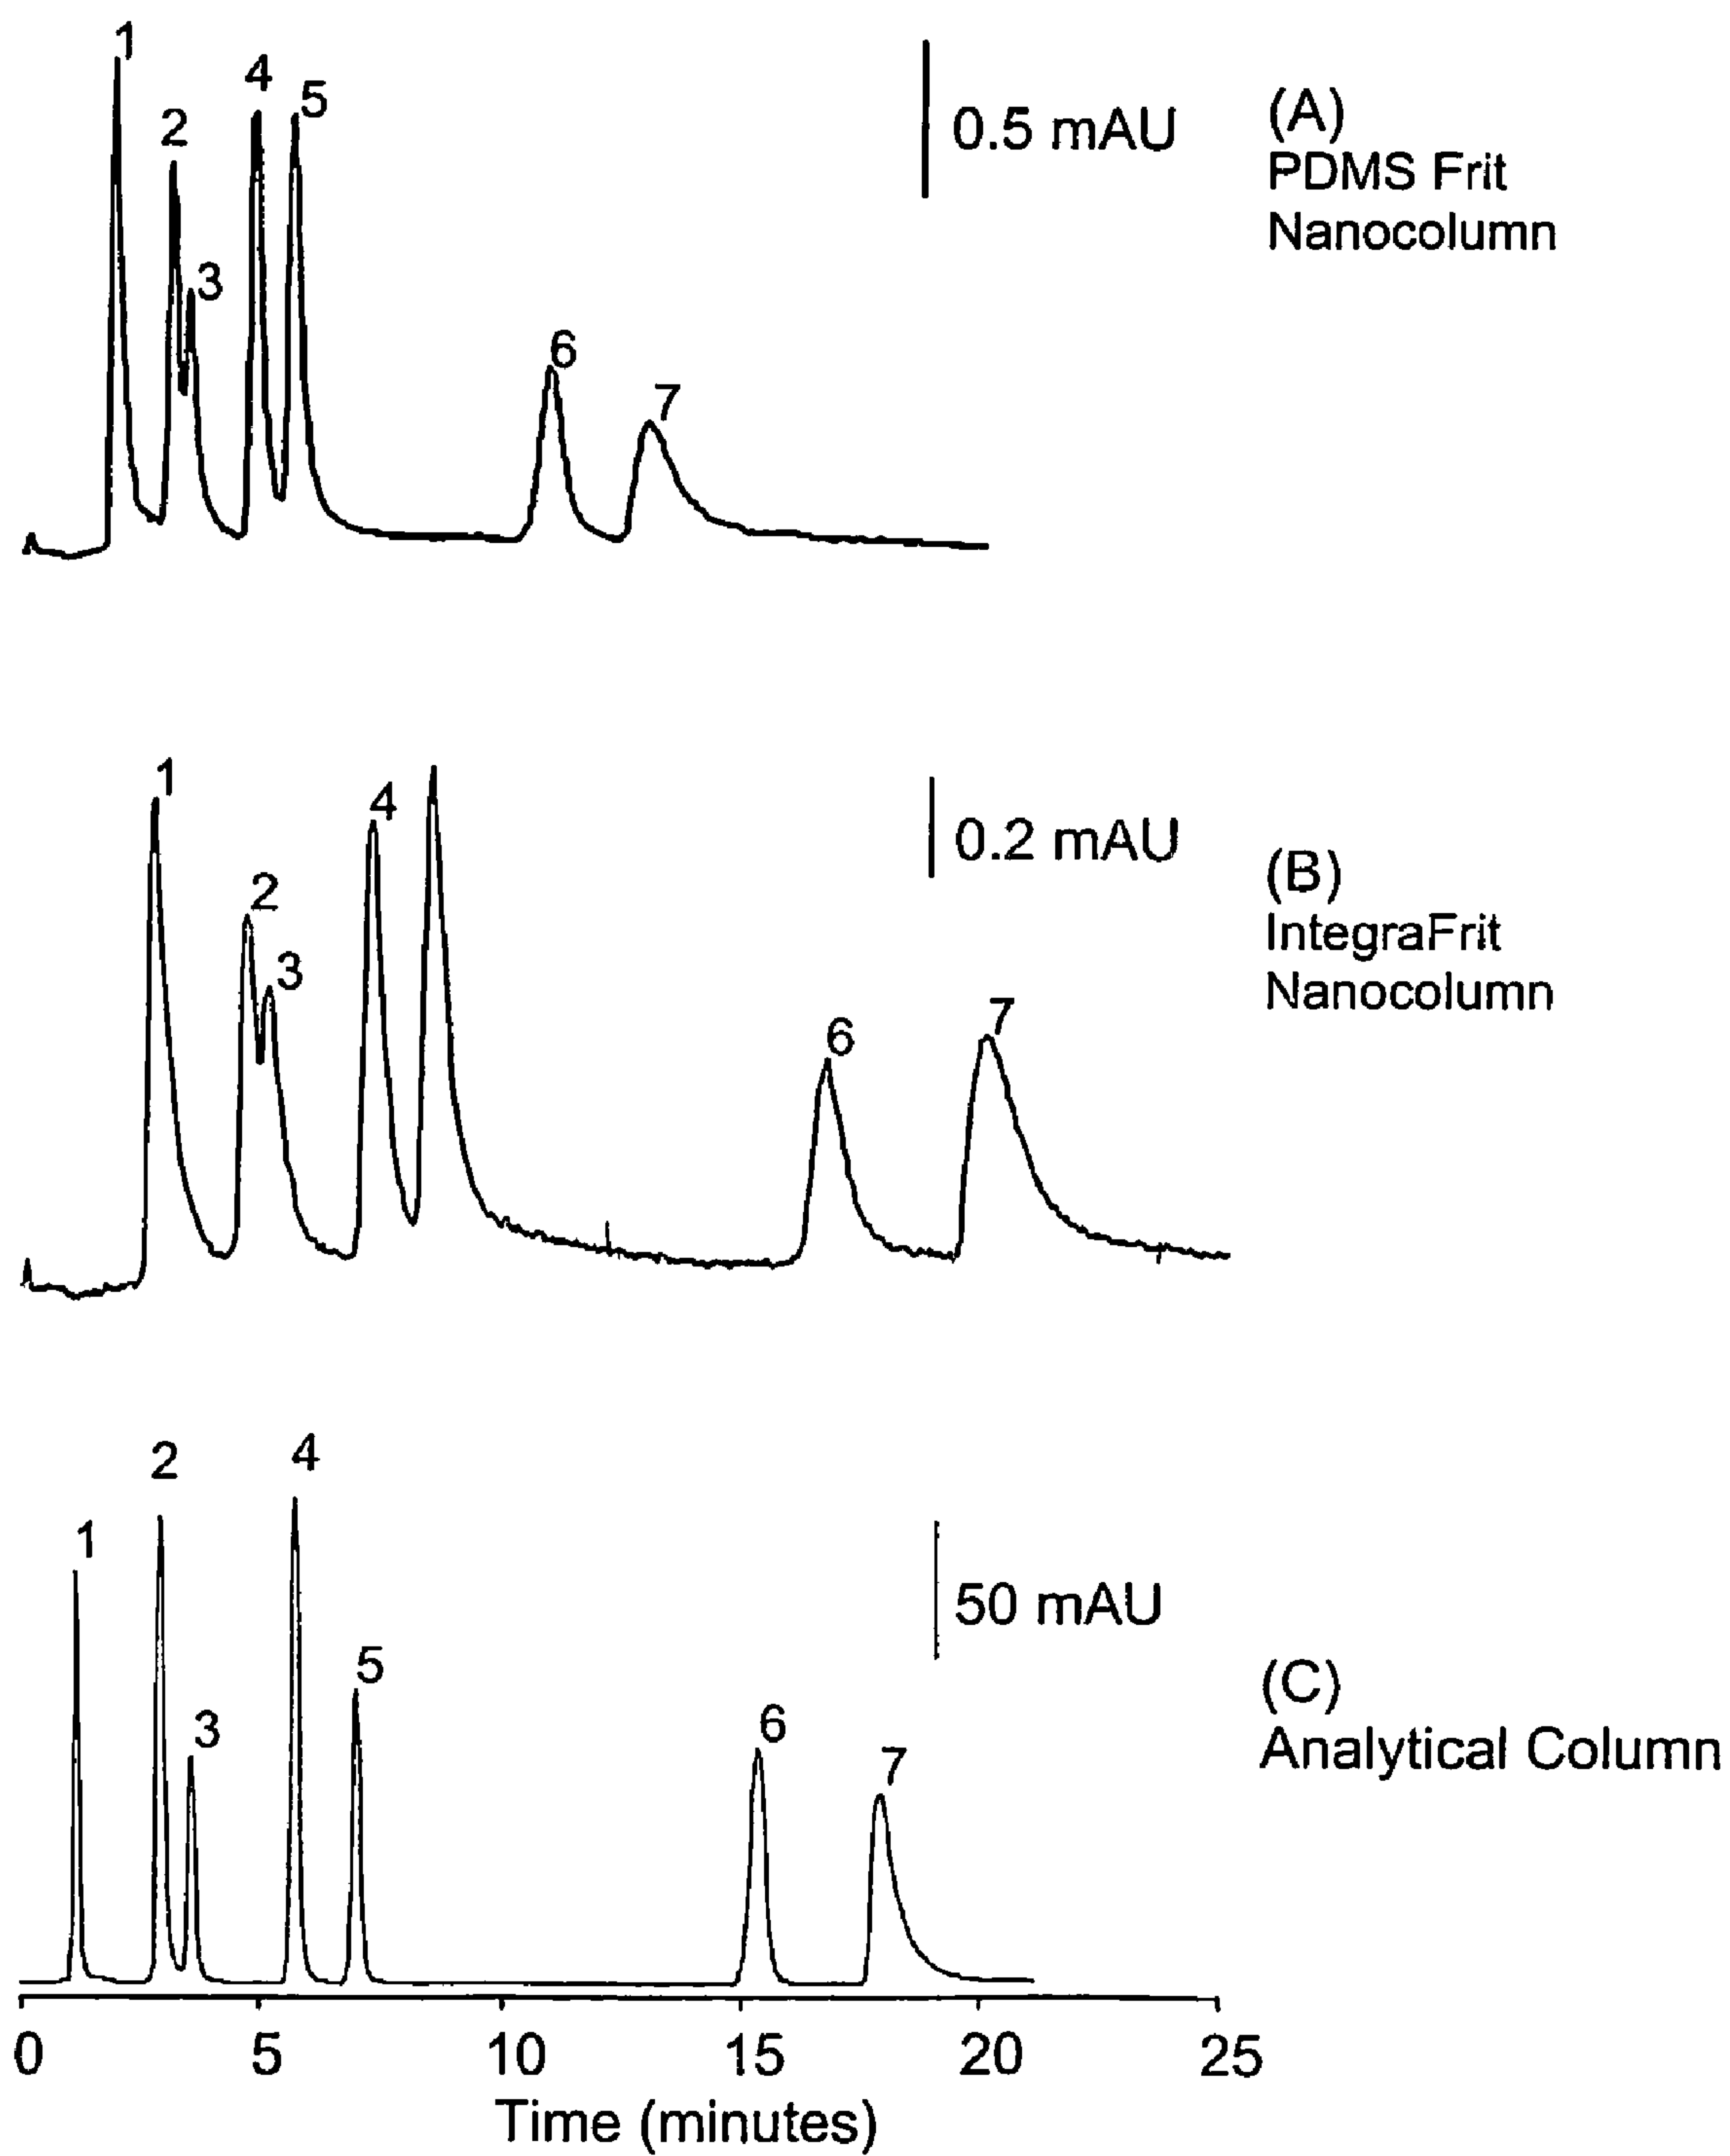 1
2
3
4
5
6
7
0.5 mAU
(A)
PDMS Frit
Nanocolumn
1
2
3
4
6
7
0.2 mAU
(B)
IntegraFrit
Nanocolumn
1
2
3
4
5
6
7
50 mAU
(C)
Analytical Column
0 5 10 15 20 25
Time (minutes)